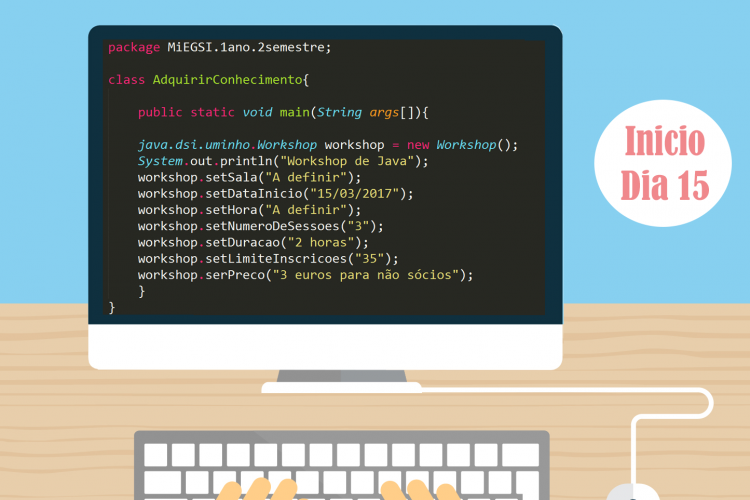 package MiEGSI.1ano.2semestre;
class AdquirirConhecimento{
public static void main(String args[]){
java.dsi.uminho.Workshop workshop = new Workshop();
System.out.println("Workshop de Java");
workshop.setSala("A definir");
workshop.setDataInicio("15/03/2017");
workshop.setHora("A definir");
workshop.setNumeroDeSessoes("3");
workshop.setDuracao("2 horas");
workshop.setLimiteInscricoes("35");
workshop.serPreco("3 euros para não sócios");
}
}
Inicio
Dia 15